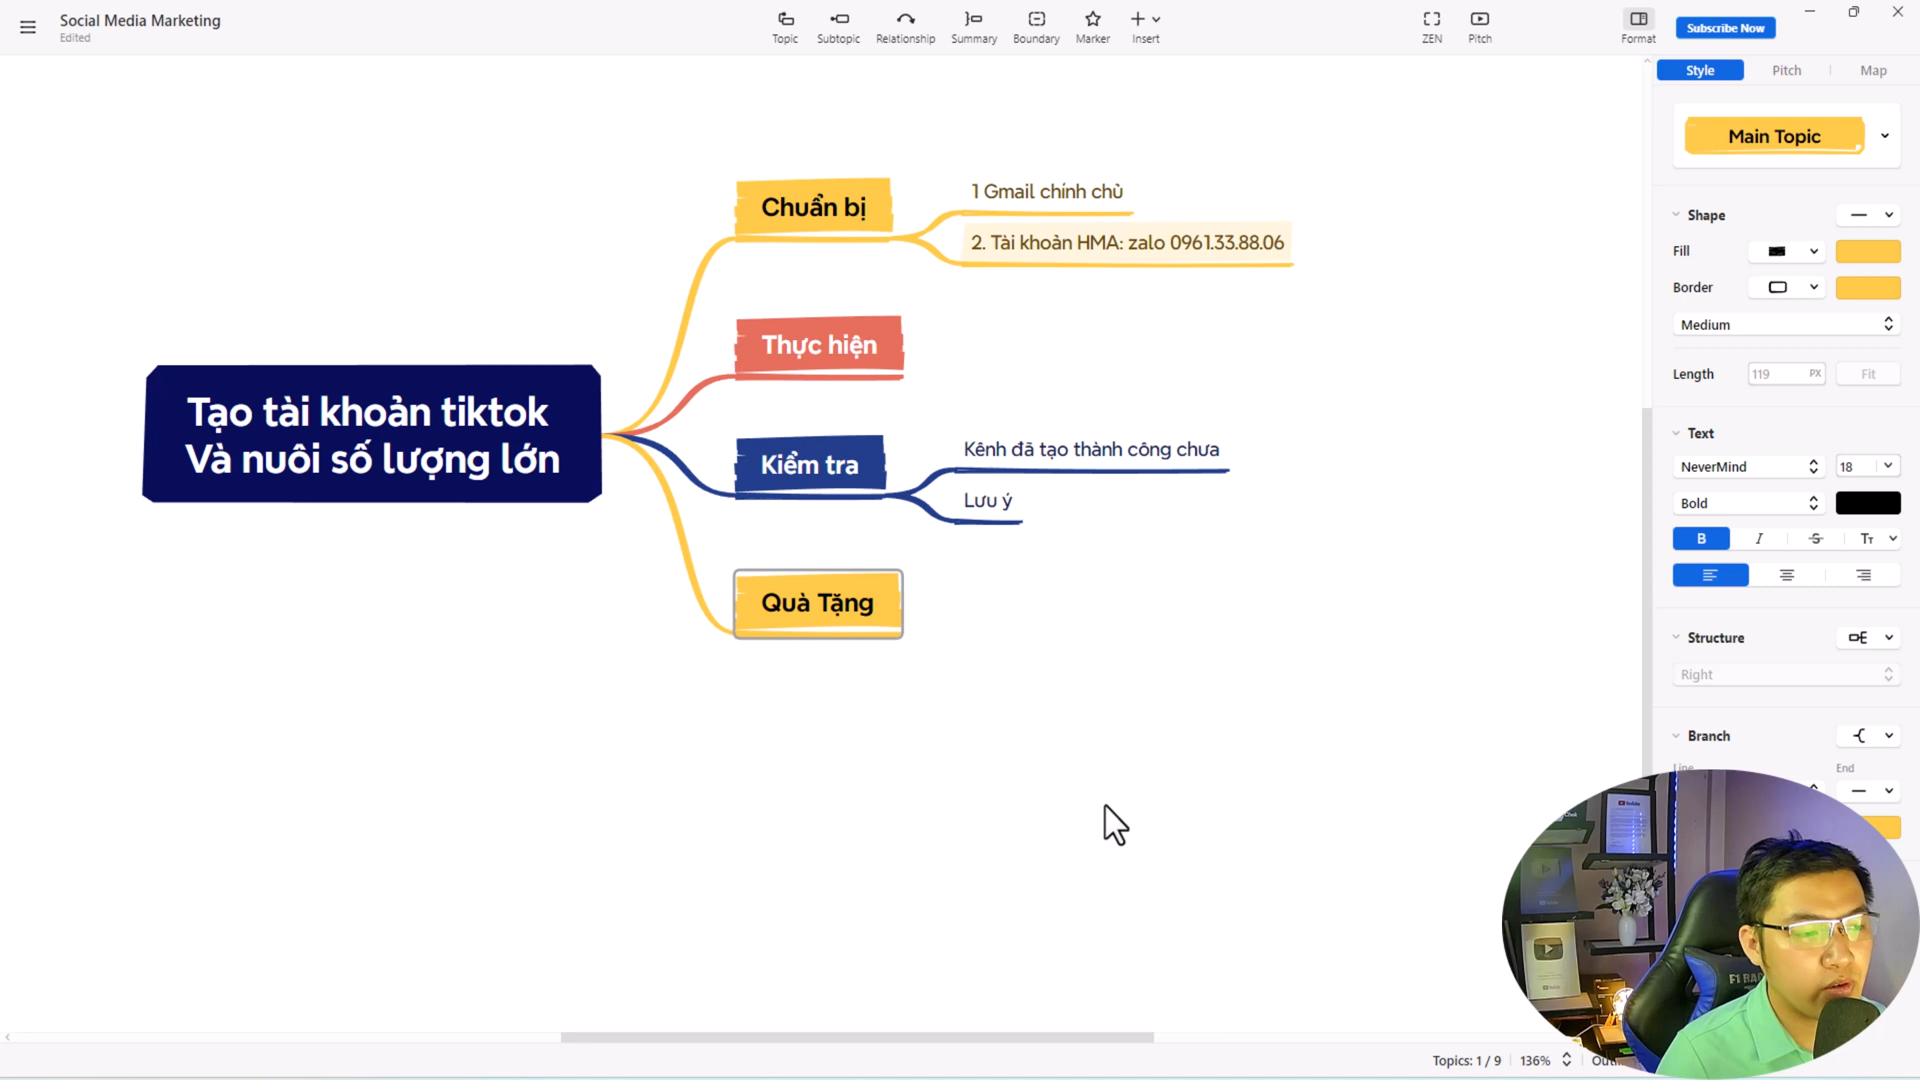 Social Media Marketing
Edited
Topic
Subtopic
Relationship
Summary
Boundary
Marker
Insert
ZEN
Pitch
Format
Subscribe Now
Style
Pitch
Map
Main Topic
Shape
Fill
Border
Medium
Length
119
PX
Fit
Text
NeverMind
18
Bold
B
I
S
TT
Structure
Right
Branch
Line
End
Tạo tài khoản tiktok
Và nuôi số lượng lớn
Chuẩn bị
1 Gmail chính chủ
2. Tài khoản HMA: zalo 0961.33.88.06
Thực hiện
Kiểm tra
Kênh đã tạo thành công chưa
Lưu ý
Quà Tặng
Topics: 1 / 9
136%